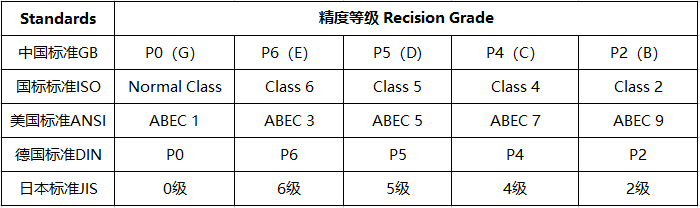 Standards 精度等级 Recision Grade
中国标准GB P0（G） P6（E） P5（D） P4（C） P2（B）
国标标准ISO Normal Class Class 6 Class 5 Class 4 Class 2
美国标准ANSI ABEC 1 ABEC 3 ABEC 5 ABEC 7 ABEC 9
德国标准DIN P0 P6 P5 P4 P2
日本标准JIS 0级 6级 5级 4级 2级